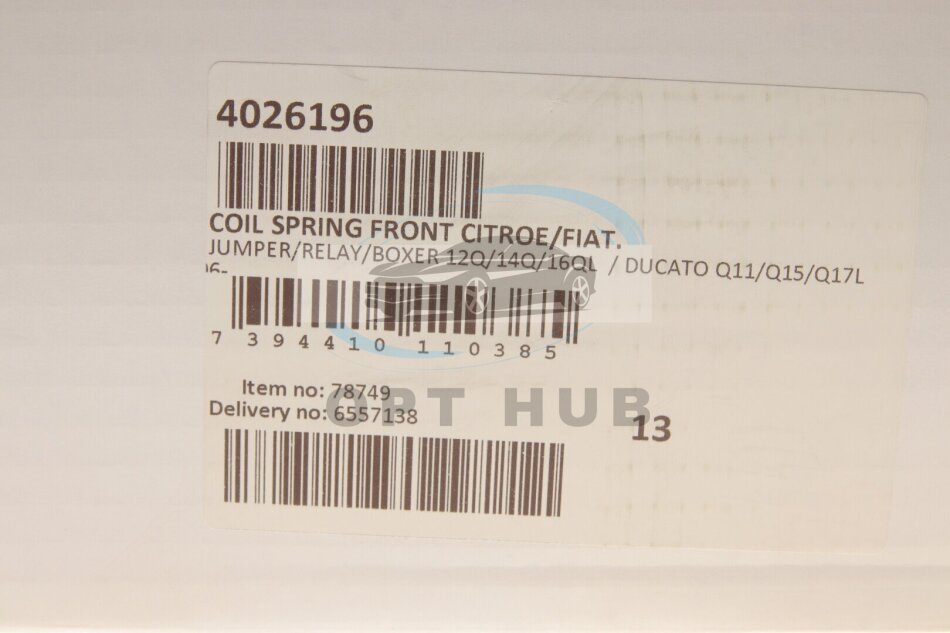 4026196
COIL SPRING FRONT CITROE/FIAT.
JUMPER/RELAY/BOXER 12Q/14Q/16QL / DUCATO Q11/Q15/Q17L
06-
7 394410 110385
Item no: 78749
OPT HUB
Delivery no: 6557138
13